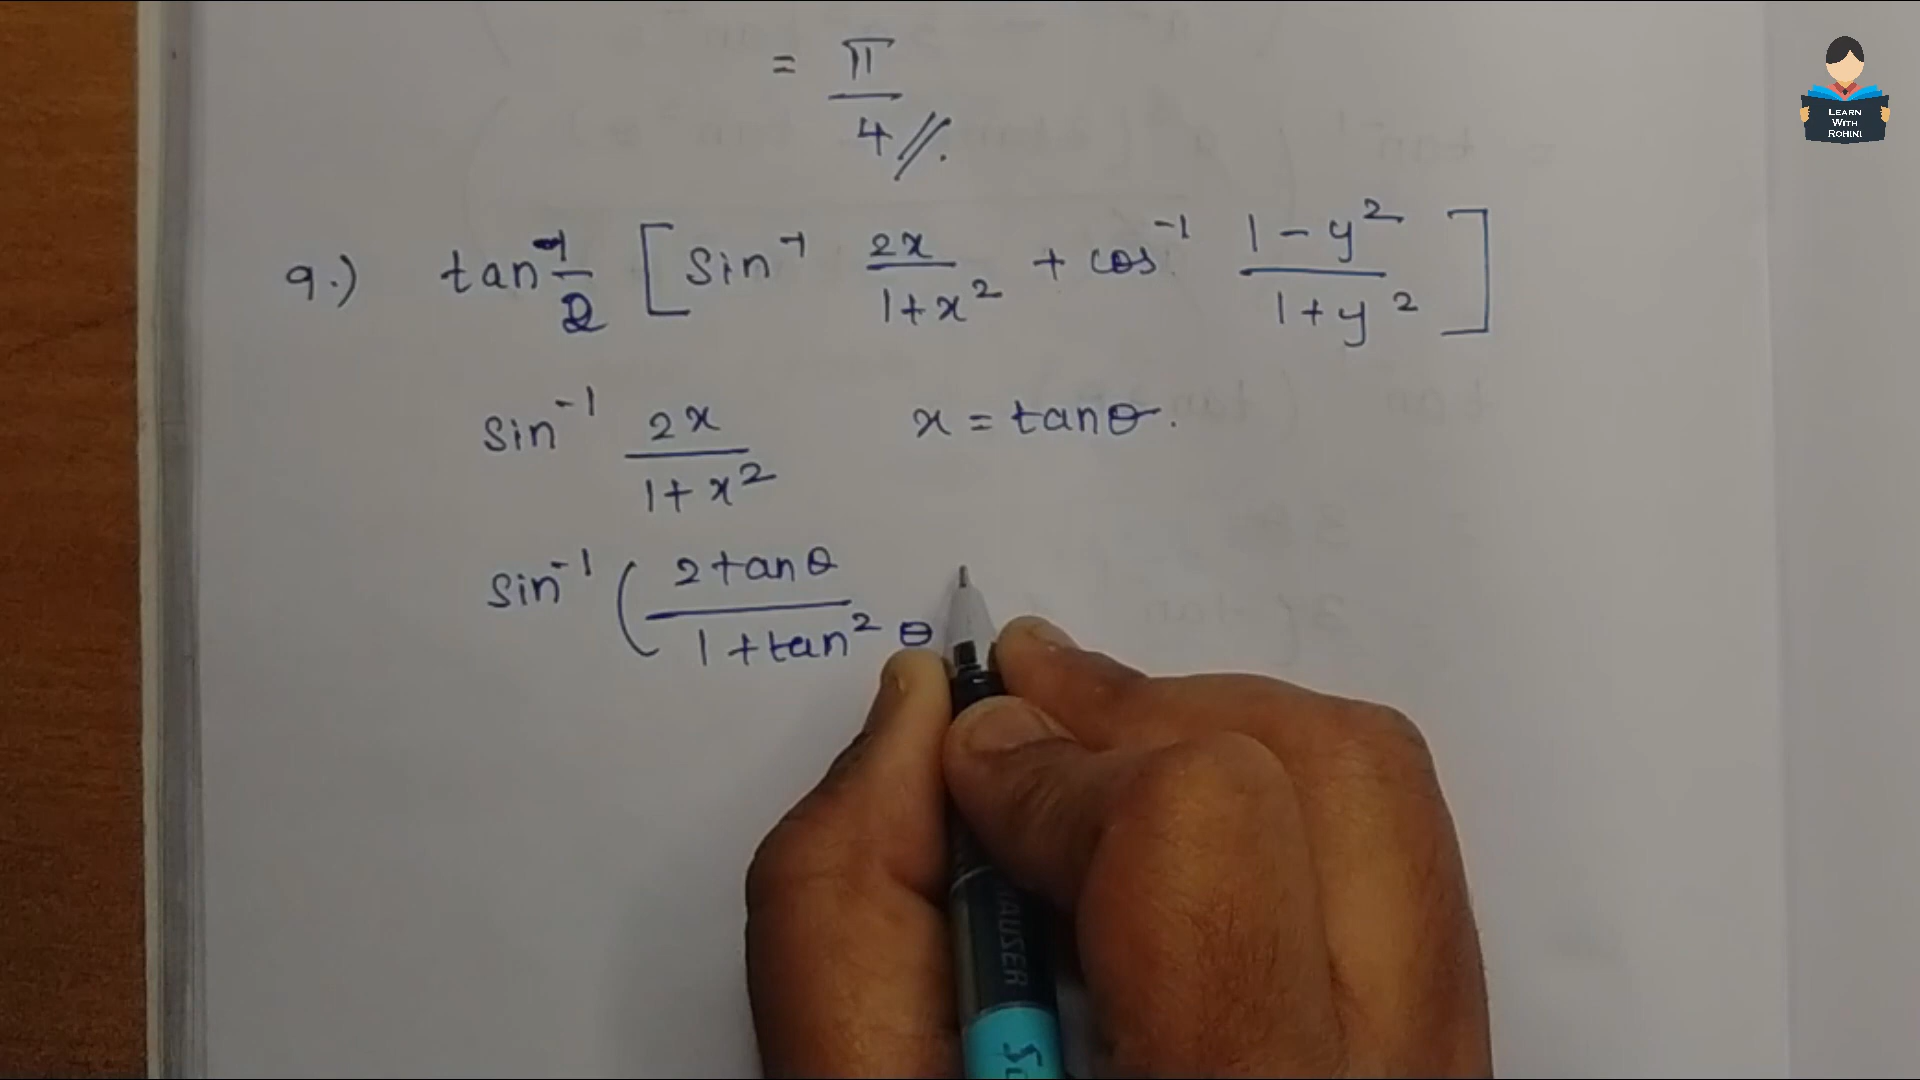 = π/4 //.
LEARN
WITH
ROHINI
9.) tan 1/2 [ sin⁻¹ 2x/1+x² + cos⁻¹ 1-y²/1+y² ]
sin⁻¹ 2x/1+x² x = tanθ.
sin⁻¹ ( 2tanθ/1+tan²θ
HAUSER